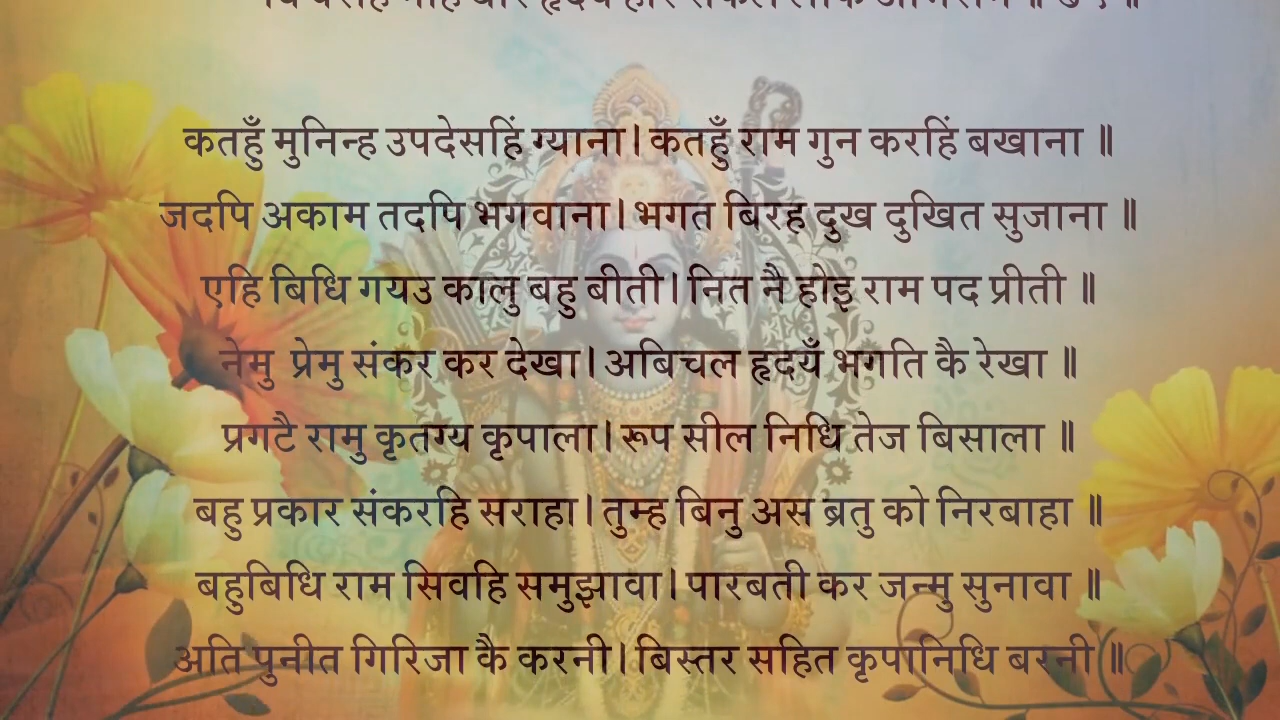 कतहुँ मुनिन्ह उपदेसहिं ग्याना। कतहुँ राम गुन करहिं बखाना ॥
जदपि अकाम तदपि भगवाना। भगत बिरह दुख दुखित सुजाना ॥
एहि बिधि गयउ कालु बहु बीती। नित नै होइ राम पद प्रीती ॥
नेमु प्रेमु संकर कर देखा। अबिचल हृदयँ भगति कै रेखा ॥
प्रगटै रामु कृतग्य कृपाला। रूप सील निधि तेज बिसाला ॥
बहु प्रकार संकरहि सराहा। तुम्ह बिनु अस ब्रतु को निरबाहा ॥
बहुबिधि राम सिवहि समुझावा। पारबती कर जन्मु सुनावा ॥
अति पुनीत गिरिजा कै करनी। बिस्तर सहित कृपानिधि बरनी ॥